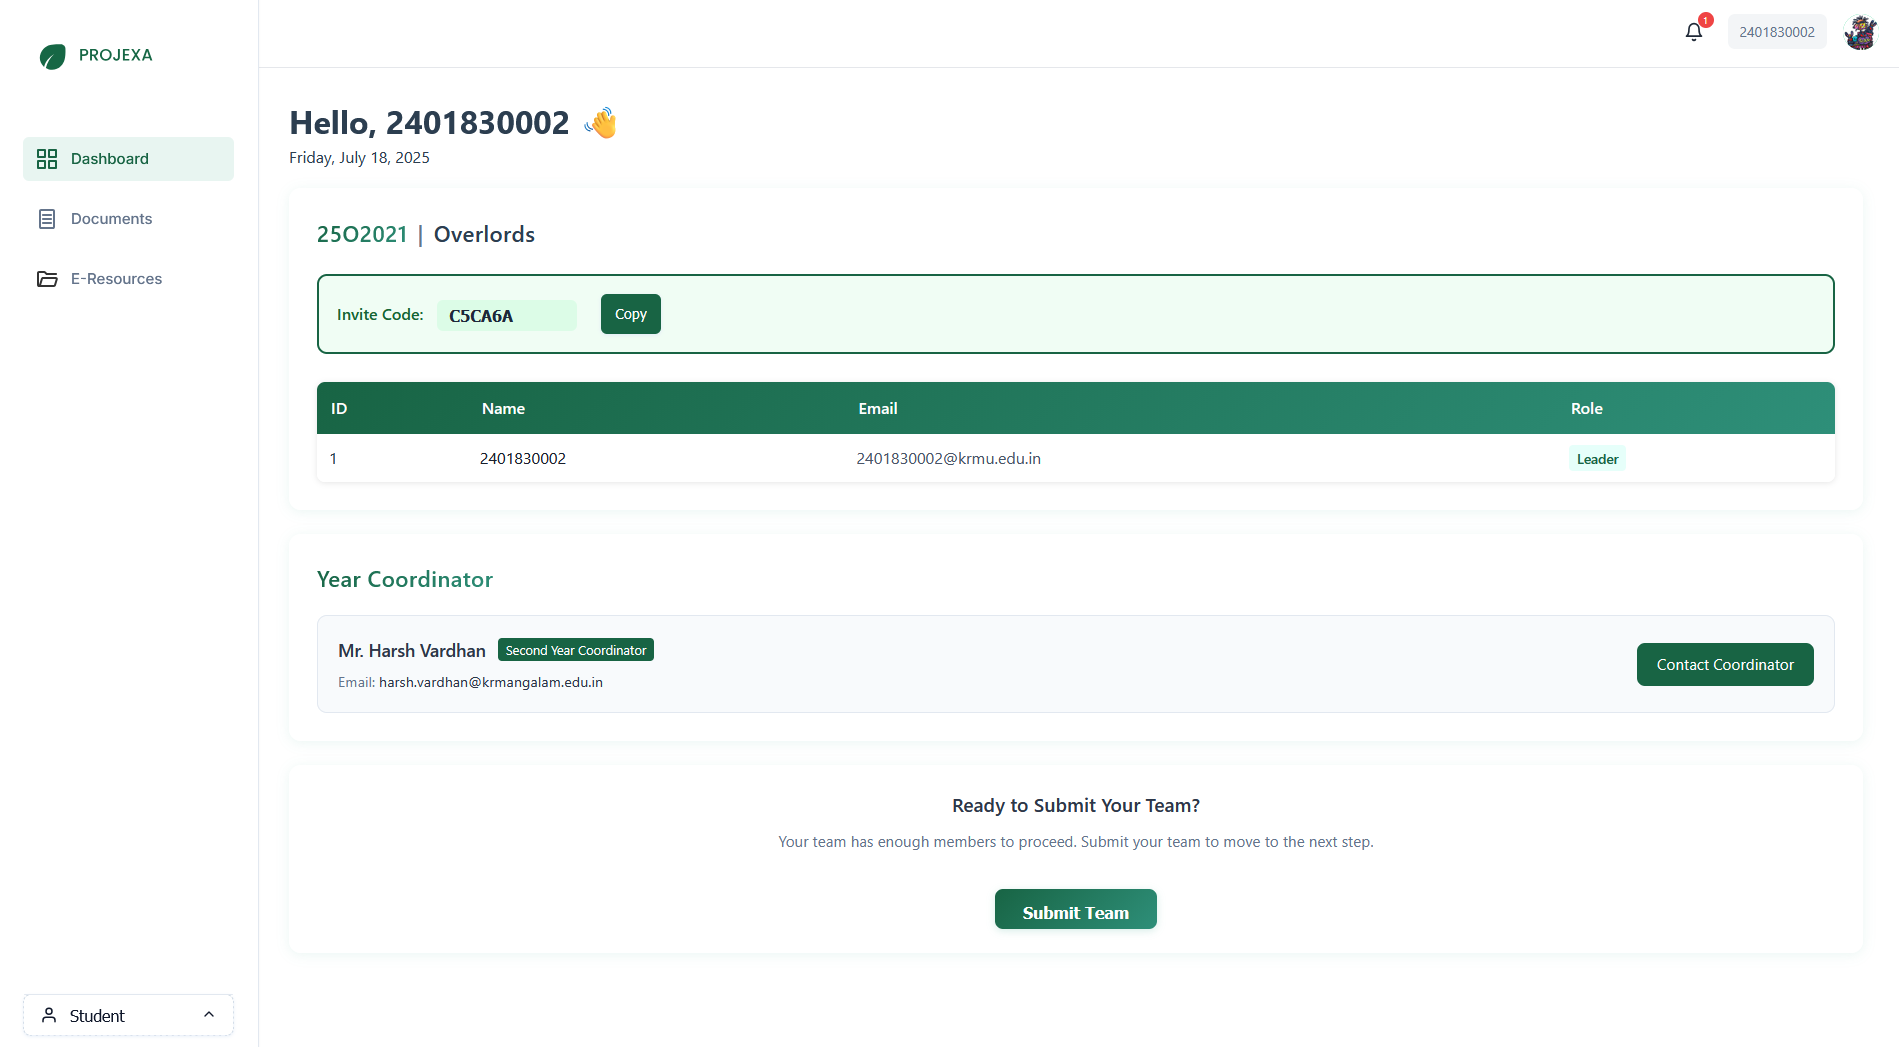 PROJEXA
1
2401830002
Dashboard
Documents
E-Resources
Hello, 2401830002 👋
Friday, July 18, 2025
25O2021 | Overlords
Invite Code: C5CA6A Copy
ID Name Email Role
1 2401830002 2401830002@krmu.edu.in Leader
Year Coordinator
Mr. Harsh Vardhan Second Year Coordinator
Email: harsh.vardhan@krmangalam.edu.in
Contact Coordinator
Ready to Submit Your Team?
Your team has enough members to proceed. Submit your team to move to the next step.
Submit Team
Student